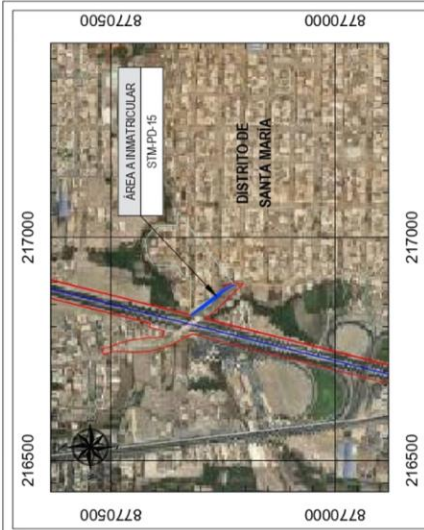 8770500
8770000
ÁREA A INMATRICULAR
STM-PD-15
DISTRITO DE
SANTA MARÍA
217000
217000
216500
216500
8770500
8770000